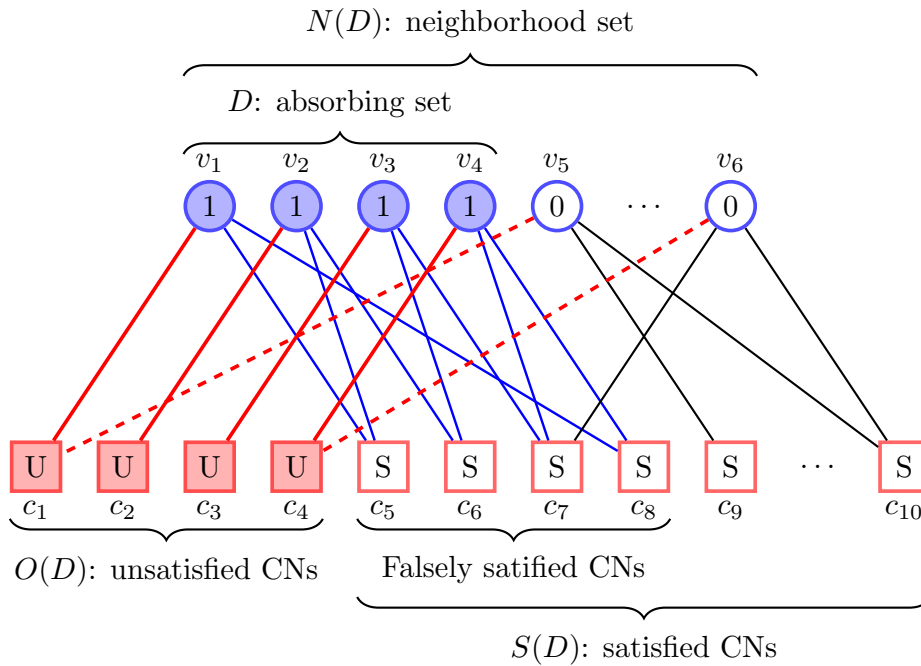 N(D): neighborhood set
D: absorbing set
v₁ v₂ v₃ v₄ v₅ v₆
1 1 1 1 0 ··· 0
U U U U S S S S S ··· S
c₁ c₂ c₃ c₄ c₅ c₆ c₇ c₈ c₉ c₁₀
O(D): unsatisfied CNs Falsely satified CNs
S(D): satisfied CNs